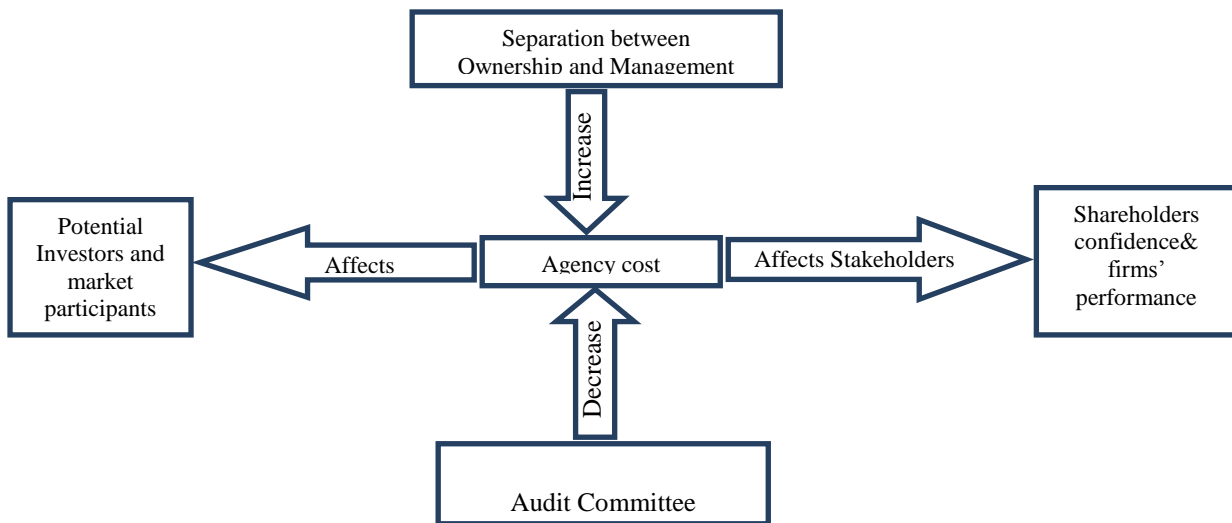 Separation between
Ownership and Management
Increase
Potential
Investors and
market
participants
Affects
Agency cost
Affects Stakeholders
Shareholders
confidence&
firms’
performance
Decrease
Audit Committee